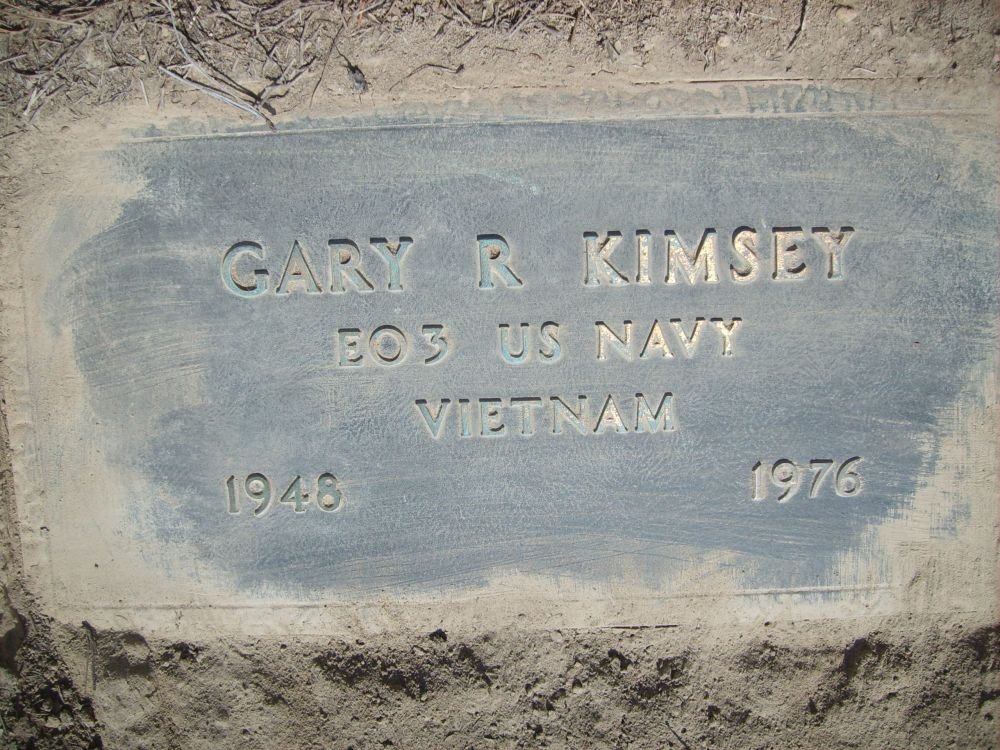 GARY R KIMSEY
EO3 US NAVY
VIETNAM
1948 1976